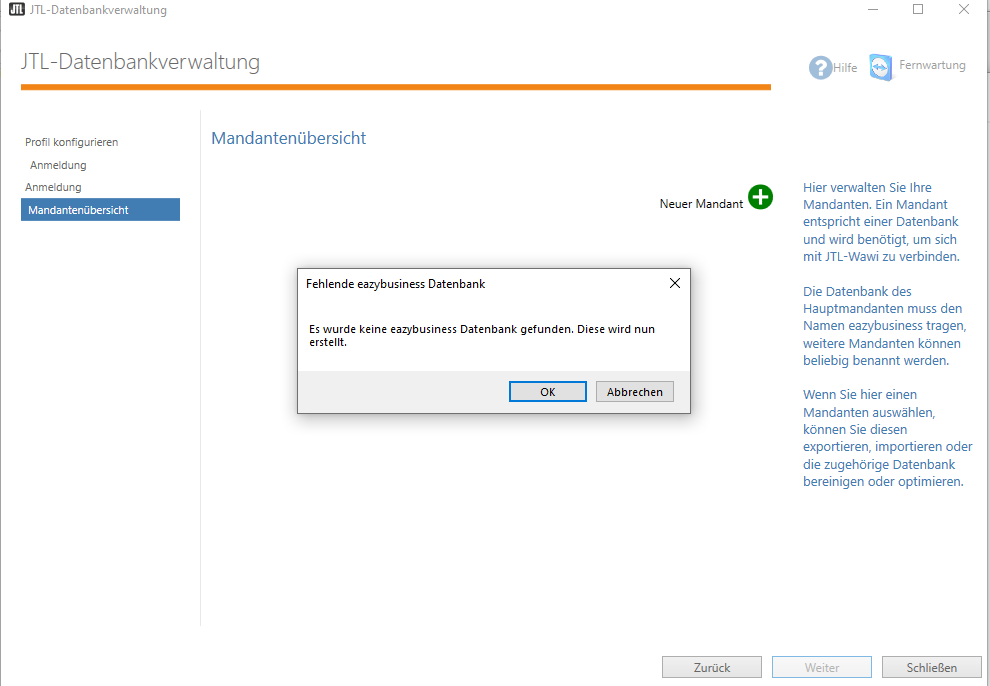 JTL JTL-Datenbankverwaltung
JTL-Datenbankverwaltung
? Hilfe
Fernwartung
Profil konfigurieren
Anmeldung
Anmeldung
Mandantenübersicht
Mandantenübersicht
Neuer Mandant
Fehlende eazybusiness Datenbank
Es wurde keine eazybusiness Datenbank gefunden. Diese wird nun
erstellt.
OK
Abbrechen
Hier verwalten Sie Ihre
Mandanten. Ein Mandant
entspricht einer Datenbank
und wird benötigt, um sich
mit JTL-Wawi zu verbinden.
Die Datenbank des
Hauptmandanten muss den
Namen eazybusiness tragen,
weitere Mandanten können
beliebig benannt werden.
Wenn Sie hier einen
Mandanten auswählen,
können Sie diesen
exportieren, importieren oder
die zugehörige Datenbank
bereinigen oder optimieren.
Zurück
Weiter
Schließen